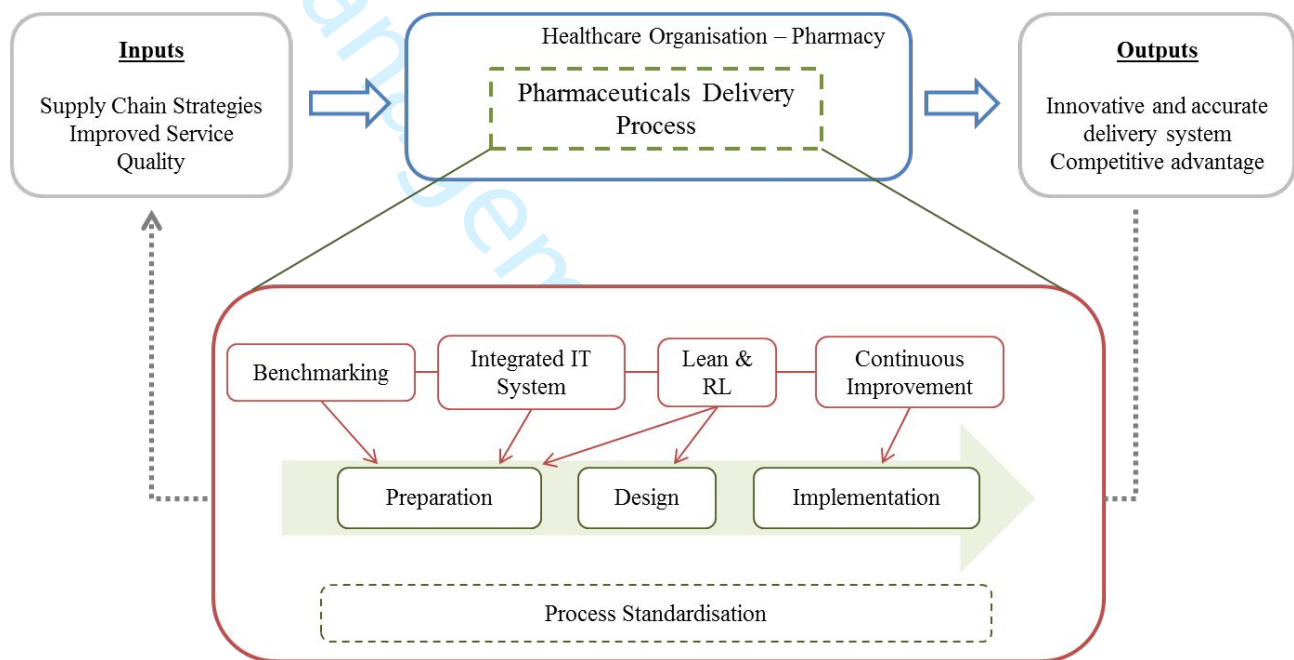 Inputs
Supply Chain Strategies
Improved Service
Quality
Healthcare Organisation – Pharmacy
Pharmaceuticals Delivery
Process
Outputs
Innovative and accurate
delivery system
Competitive advantage
Benchmarking
Integrated IT
System
Lean &
RL
Continuous
Improvement
Preparation
Design
Implementation
Process Standardisation